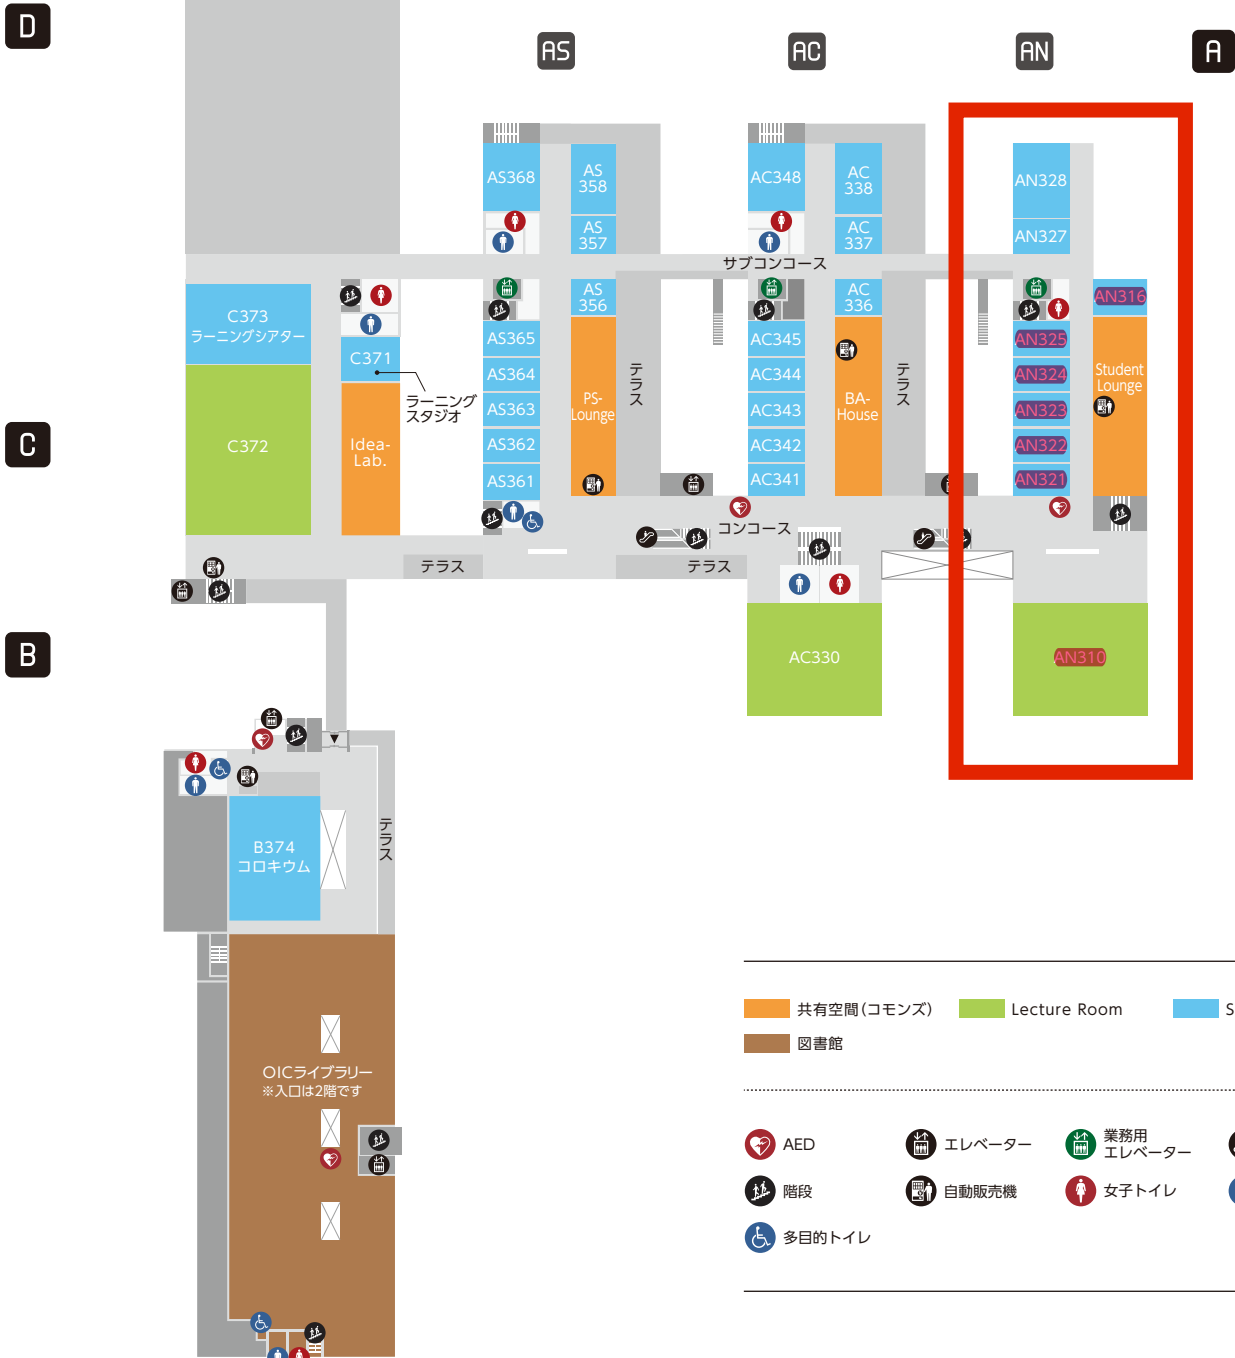 D
AS
AC
AN
A
AS368
AS
358
AS
357
AC348
AC
338
AC
337
AN328
AN327
サブコンコース
C373
ラーニングシアター
C371
ラーニング
スタジオ
C372
Idea-
Lab.
AS
356
AS365
AS364
AS363
AS362
AS361
PS-
Lounge
テラス
AC
336
AC345
AC344
AC343
AC342
AC341
BA-
House
テラス
AN316
AN325
AN324
AN323
AN322
AN321
Student
Lounge
C
コンコース
テラス
テラス
B
AC330
AN310
B374
コロキウム
テラス
OICライブラリー
※入口は2階です
共有空間(コモンズ)
Lecture Room
S
図書館
AED
エレベーター
業務用
エレベーター
階段
自動販売機
女子トイレ
多目的トイレ